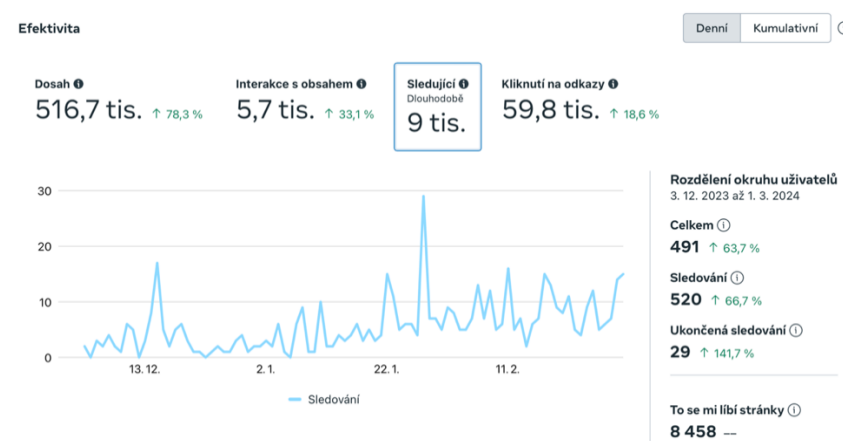 Efektivita
Denní
Kumulativní
Dosah
516,7 tis. ↑ 78,3 %
Interakce s obsahem
5,7 tis. ↑ 33,1 %
Sledující
Dlouhodobě
9 tis.
Kliknutí na odkazy
59,8 tis. ↑ 18,6 %
30
20
10
0
13. 12.
2. 1.
22. 1.
11. 2.
Sledování
Rozdělení okruhu uživatelů
3. 12. 2023 až 1. 3. 2024
Celkem
491 ↑ 63,7 %
Sledování
520 ↑ 66,7 %
Ukončená sledování
29 ↑ 141,7 %
To se mi líbí stránky
8 458 --